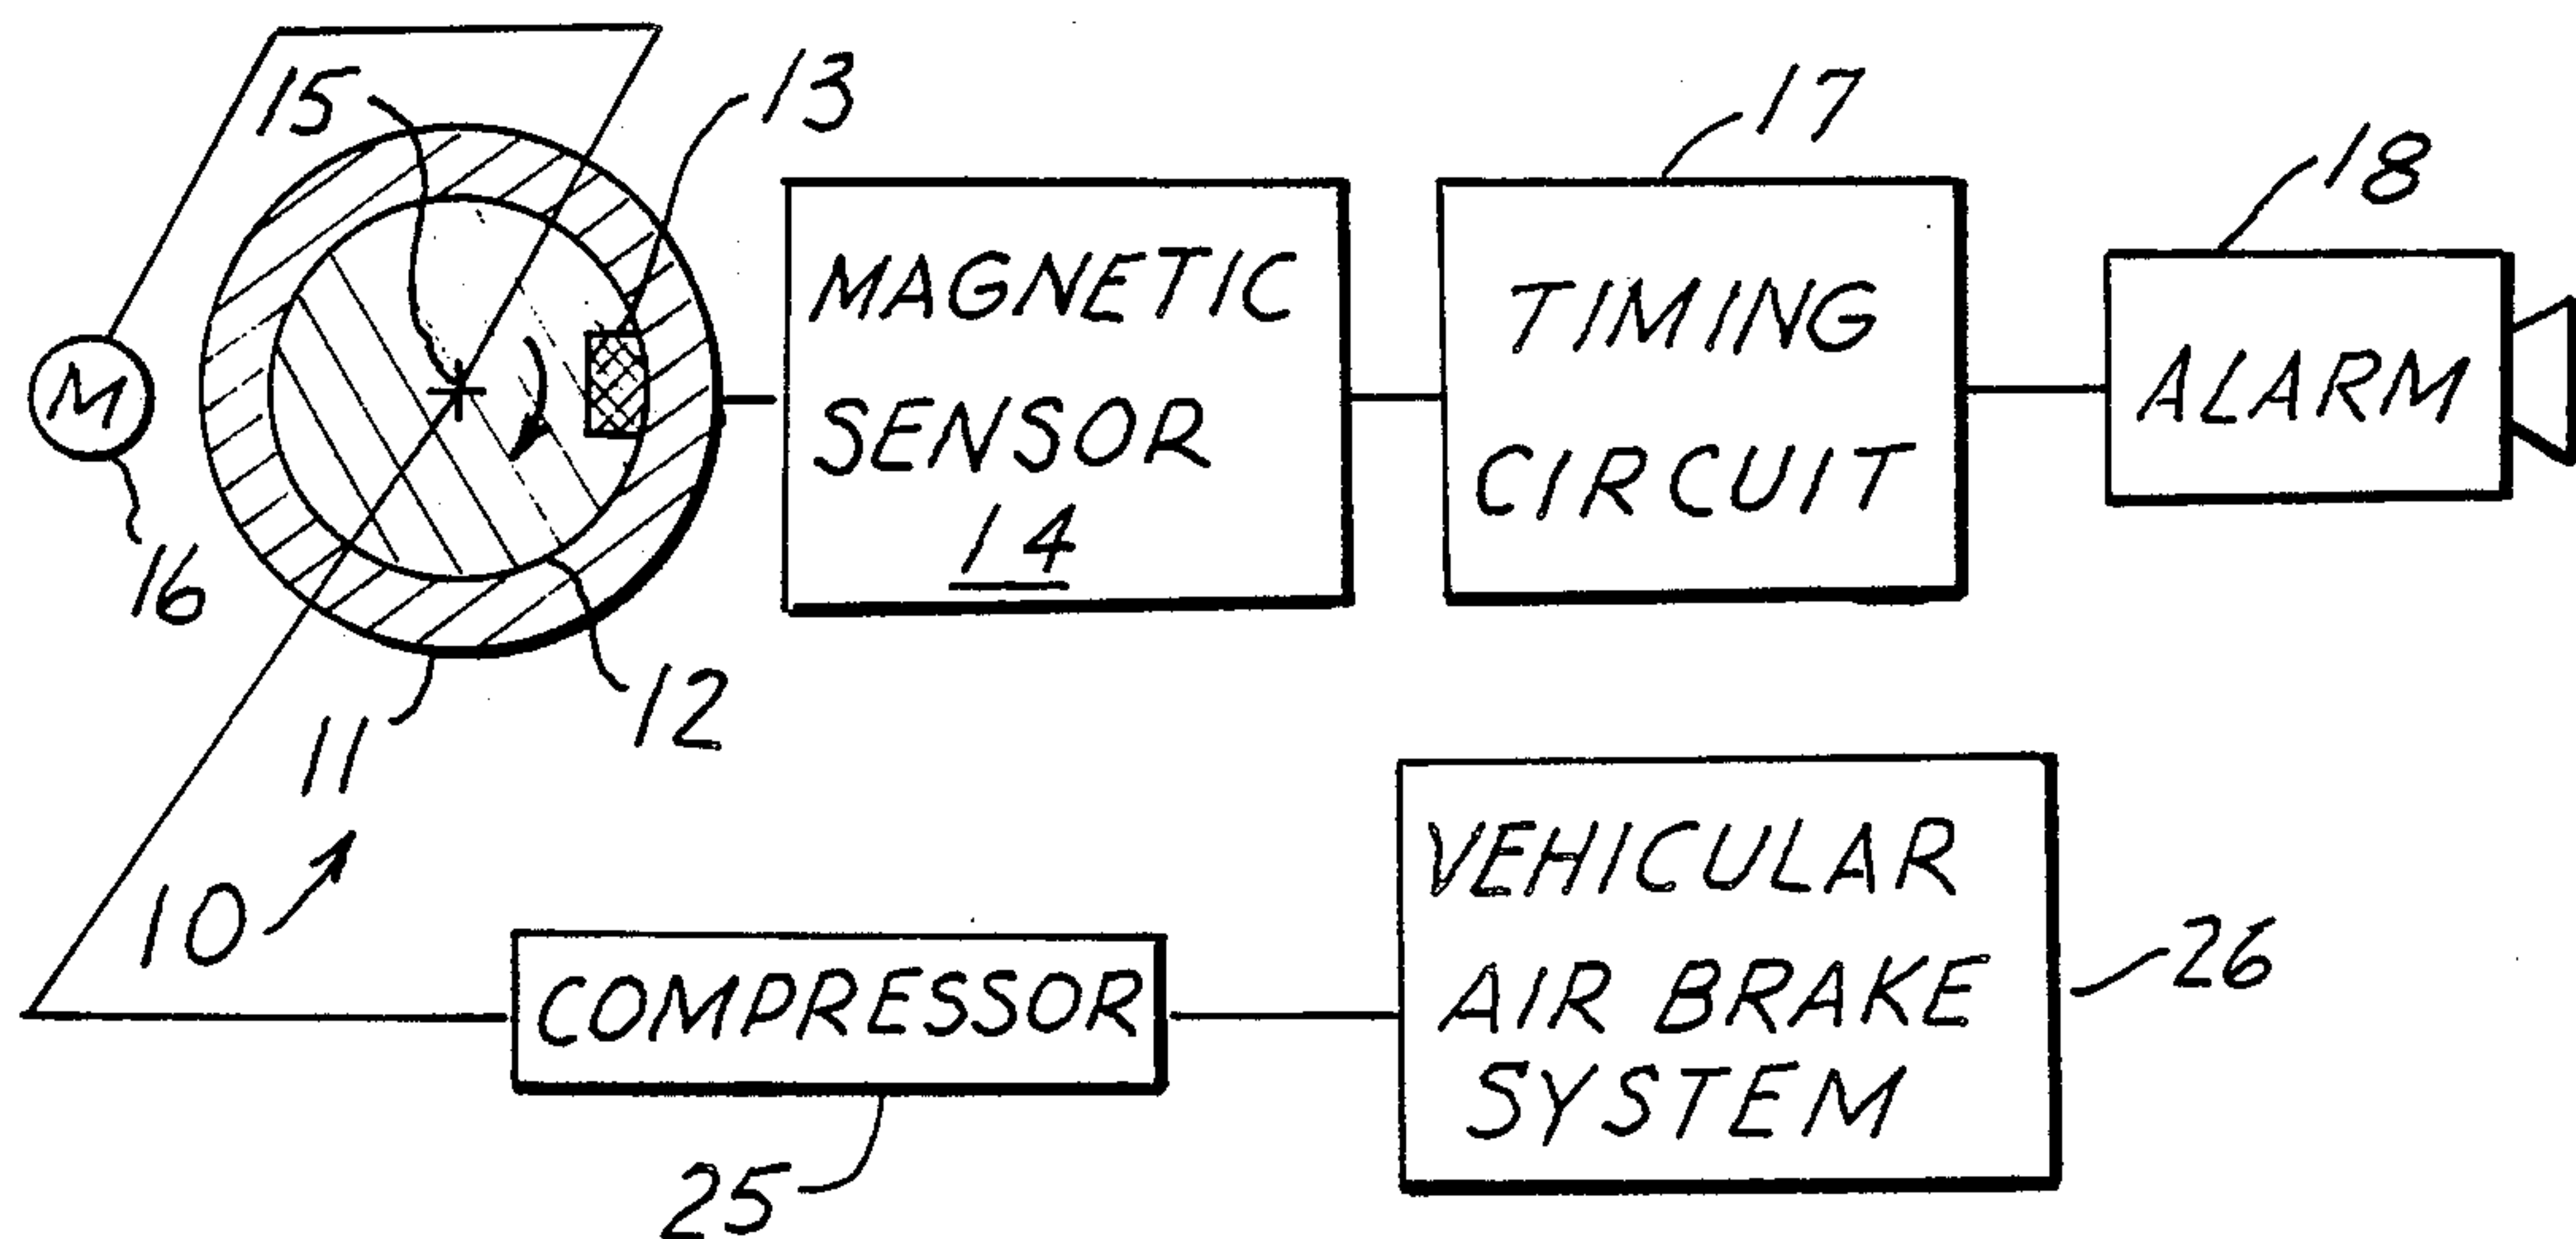 15
13
17
18
M
16
MAGNETIC
SENSOR
14
TIMING
CIRCUIT
ALARM
11
12
10
COMPRESSOR
25
VEHICULAR
AIR BRAKE
SYSTEM
26